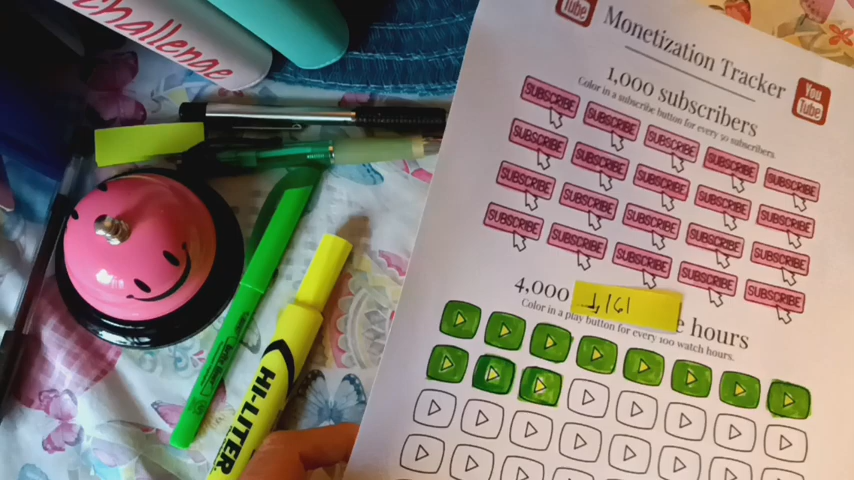 Challenge
Tube
Monetization Tracker
You
Tube
1,000 subscribers
Color in a subscribe button for every 50 subscribers.
SUBSCRIBE SUBSCRIBE SUBSCRIBE SUBSCRIBE SUBSCRIBE
SUBSCRIBE SUBSCRIBE SUBSCRIBE SUBSCRIBE SUBSCRIBE
SUBSCRIBE SUBSCRIBE SUBSCRIBE SUBSCRIBE SUBSCRIBE
SUBSCRIBE SUBSCRIBE SUBSCRIBE SUBSCRIBE SUBSCRIBE
4,000 hours
Color in a play button for every 100 watch hours.
HI-LITER